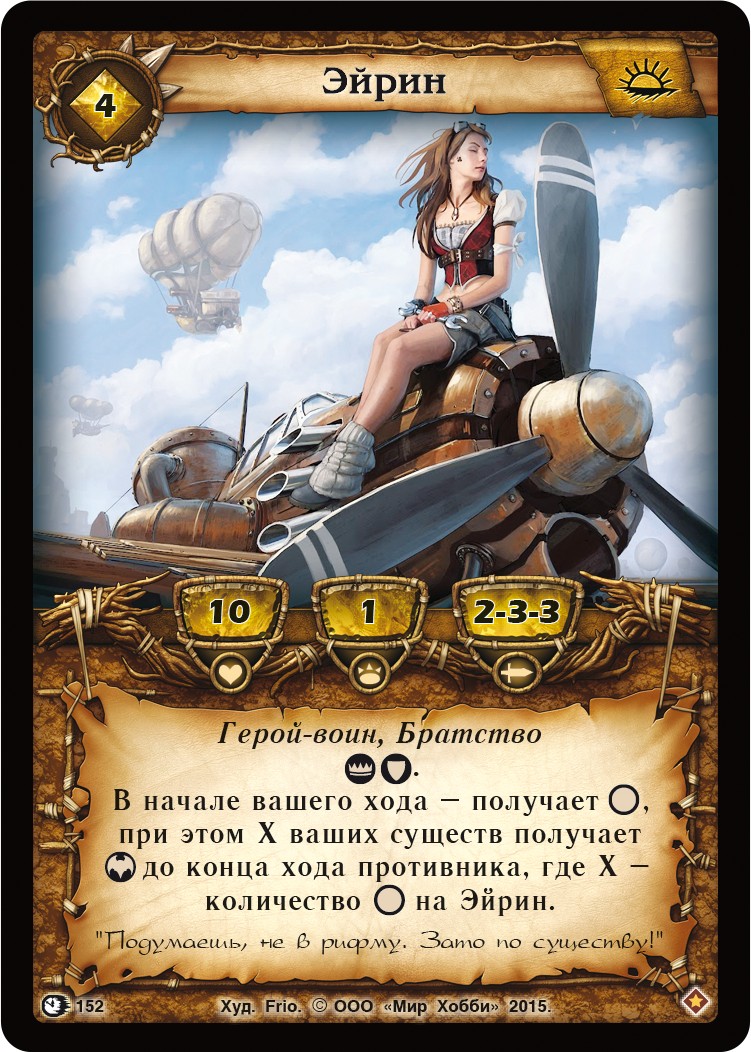 4
Эйрин
10
1
2-3-3
Герой-воин, Братство
.
В начале вашего хода — получает ,
при этом X ваших существ получает
до конца хода противника, где X —
количество на Эйрин.
"Подумаешь, не в рифму. Зато по существу!"
152
Худ. Frio. © ООО «Мир Хобби» 2015.